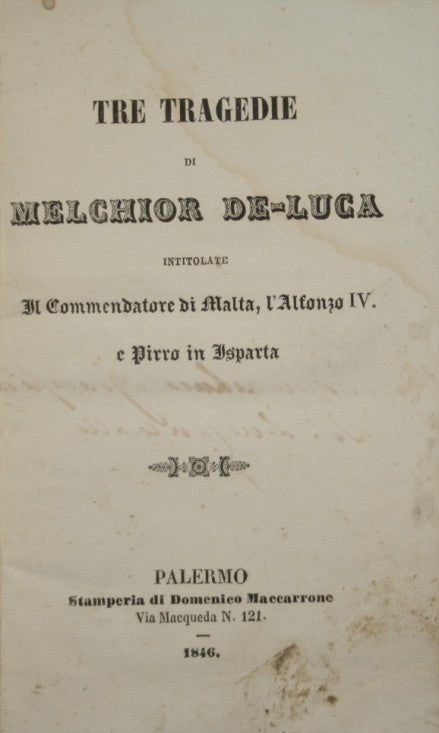 TRE TRAGEDIE
DI
MELCHIOR DE-LUCA
INTITOLATE
Il Commendatore di Malta, l'Alfonzo IV.
e Pirro in Isparta
PALERMO
Stamperia di Domenico Maccarrone
Via Macqueda N. 121.
1846.